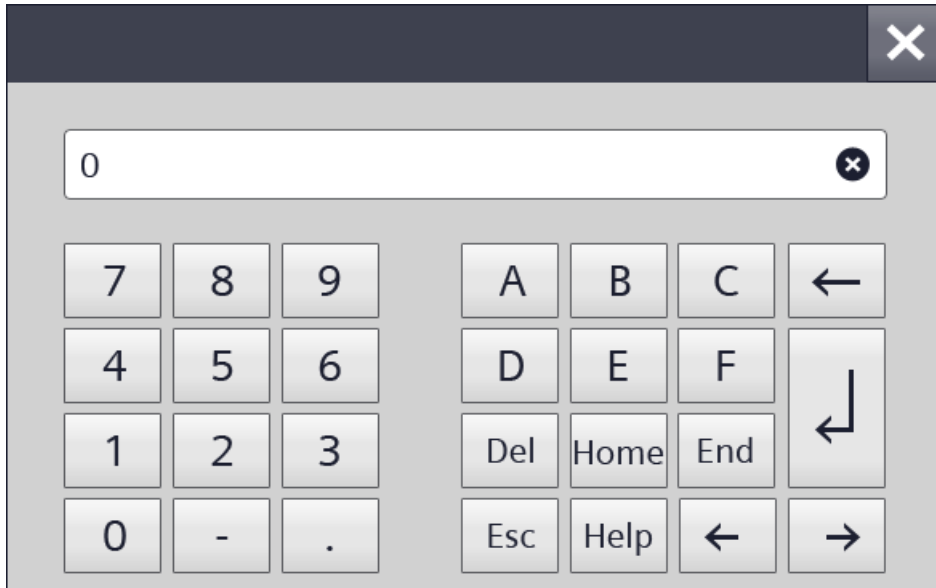 0
7 8 9 A B C ←
4 5 6 D E F ↵
1 2 3 Del Home End
0 - . Esc Help ← →